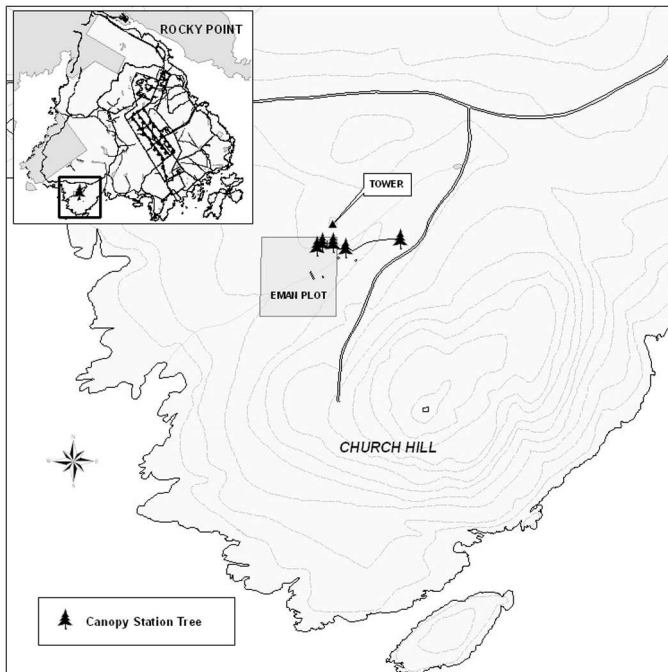 ROCKY POINT
TOWER
EMAN PLOT
CHURCH HILL
Canopy Station Tree